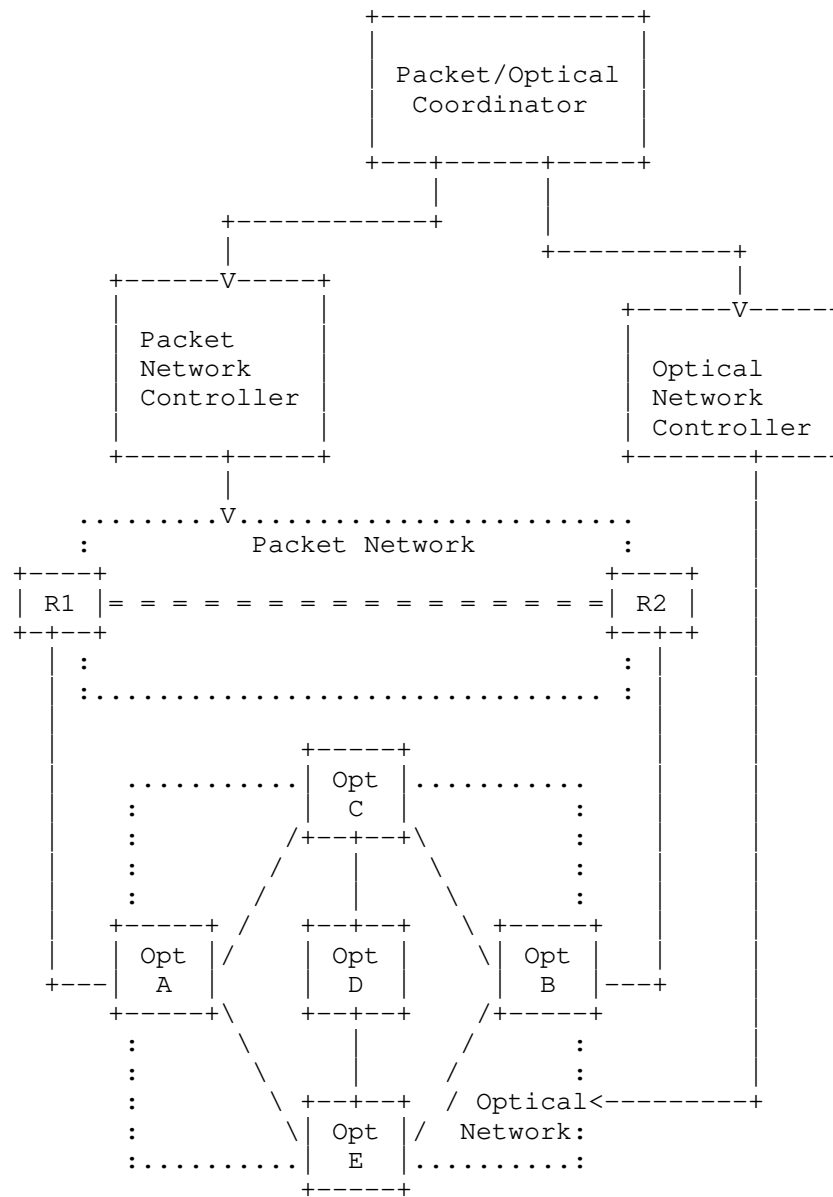 Packet/Optical
Coordinator
V
V
Packet
Network
Controller
Optical
Network
Controller
V
Packet Network
R1 = = = = = = = = = = = = = = = = R2
Opt
C
Opt Opt Opt
A D B
Optical<
Opt Network:
E